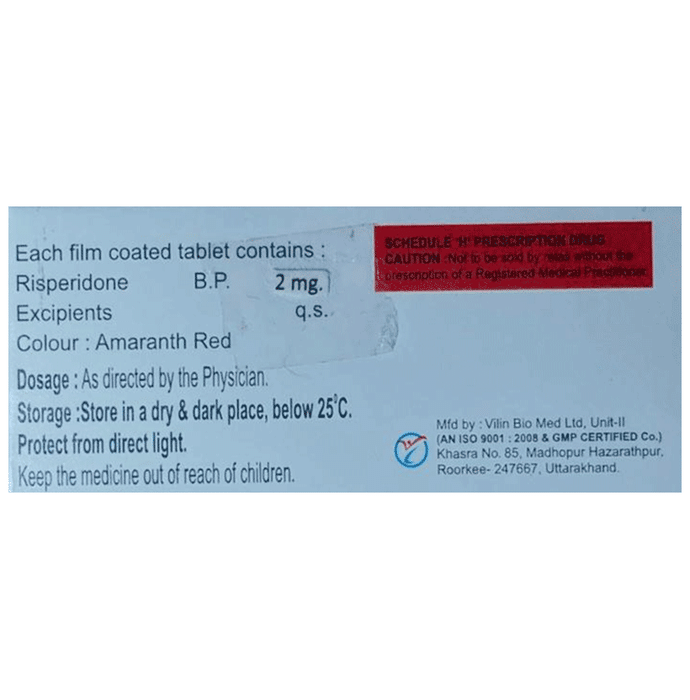 Each film coated tablet contains :
Risperidone B.P. 2 mg.
Excipients q.s.
Colour : Amaranth Red
Dosage : As directed by the Physician.
Storage :Store in a dry & dark place, below 25°C.
Protect from direct light.
Keep the medicine out of reach of children.
SCHEDULE 'H' PRESCRIPTION DRUG
CAUTION :Not to be sold by retail without the
prescription of a Registered Medical Practitioner.
Mfd by : Vilin Bio Med Ltd, Unit-II
(AN ISO 9001 : 2008 & GMP CERTIFIED Co.)
Khasra No. 85, Madhopur Hazarathpur,
Roorkee- 247667, Uttarakhand.